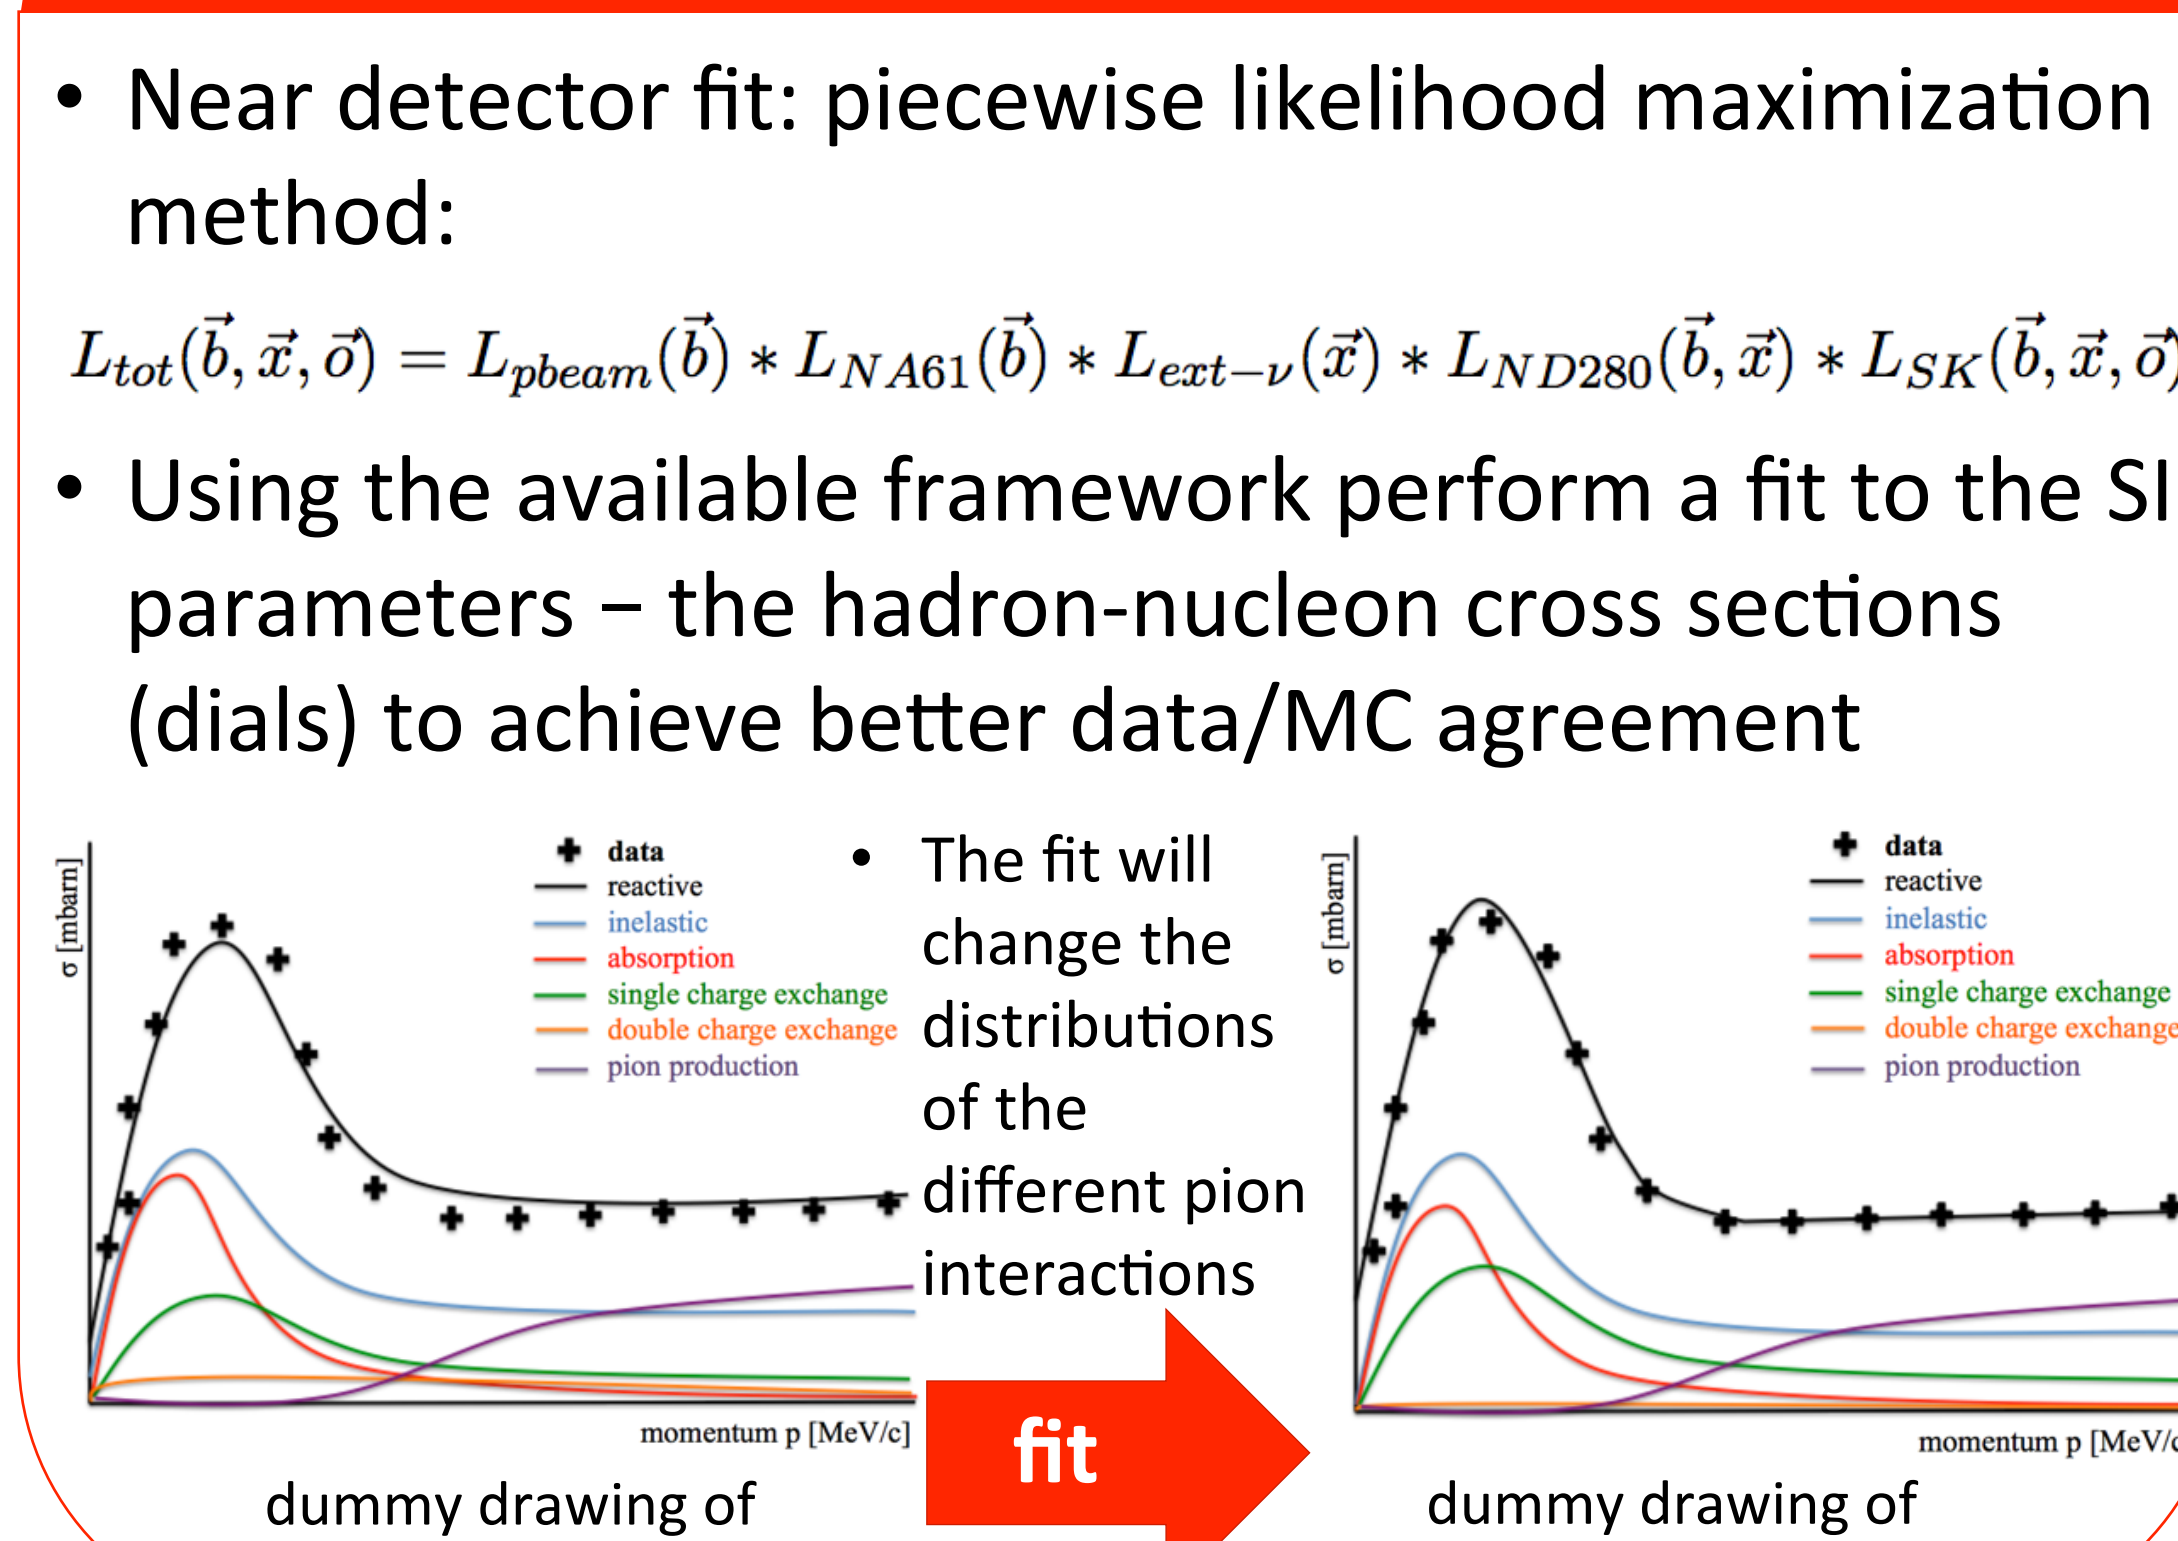 • Near detector fit: piecewise likelihood maximization
method:
L_{tot}(\vec{b}, \vec{x}, \vec{o}) = L_{pbeam}(\vec{b}) * L_{NA61}(\vec{b}) * L_{ext-ν}(\vec{x}) * L_{ND280}(\vec{b}, \vec{x}) * L_{SK}(\vec{b}, \vec{x}, \vec{o})
• Using the available framework perform a fit to the SI
parameters – the hadron-nucleon cross sections
(dials) to achieve better data/MC agreement
σ [mbarn]
data
reactive
inelastic
absorption
single charge exchange
double charge exchange
pion production
momentum p [MeV/c]
dummy drawing of
• The fit will
change the
distributions
of the
different pion
interactions
fit
σ [mbarn]
data
reactive
inelastic
absorption
single charge exchange
double charge exchange
pion production
momentum p [MeV/c
dummy drawing of